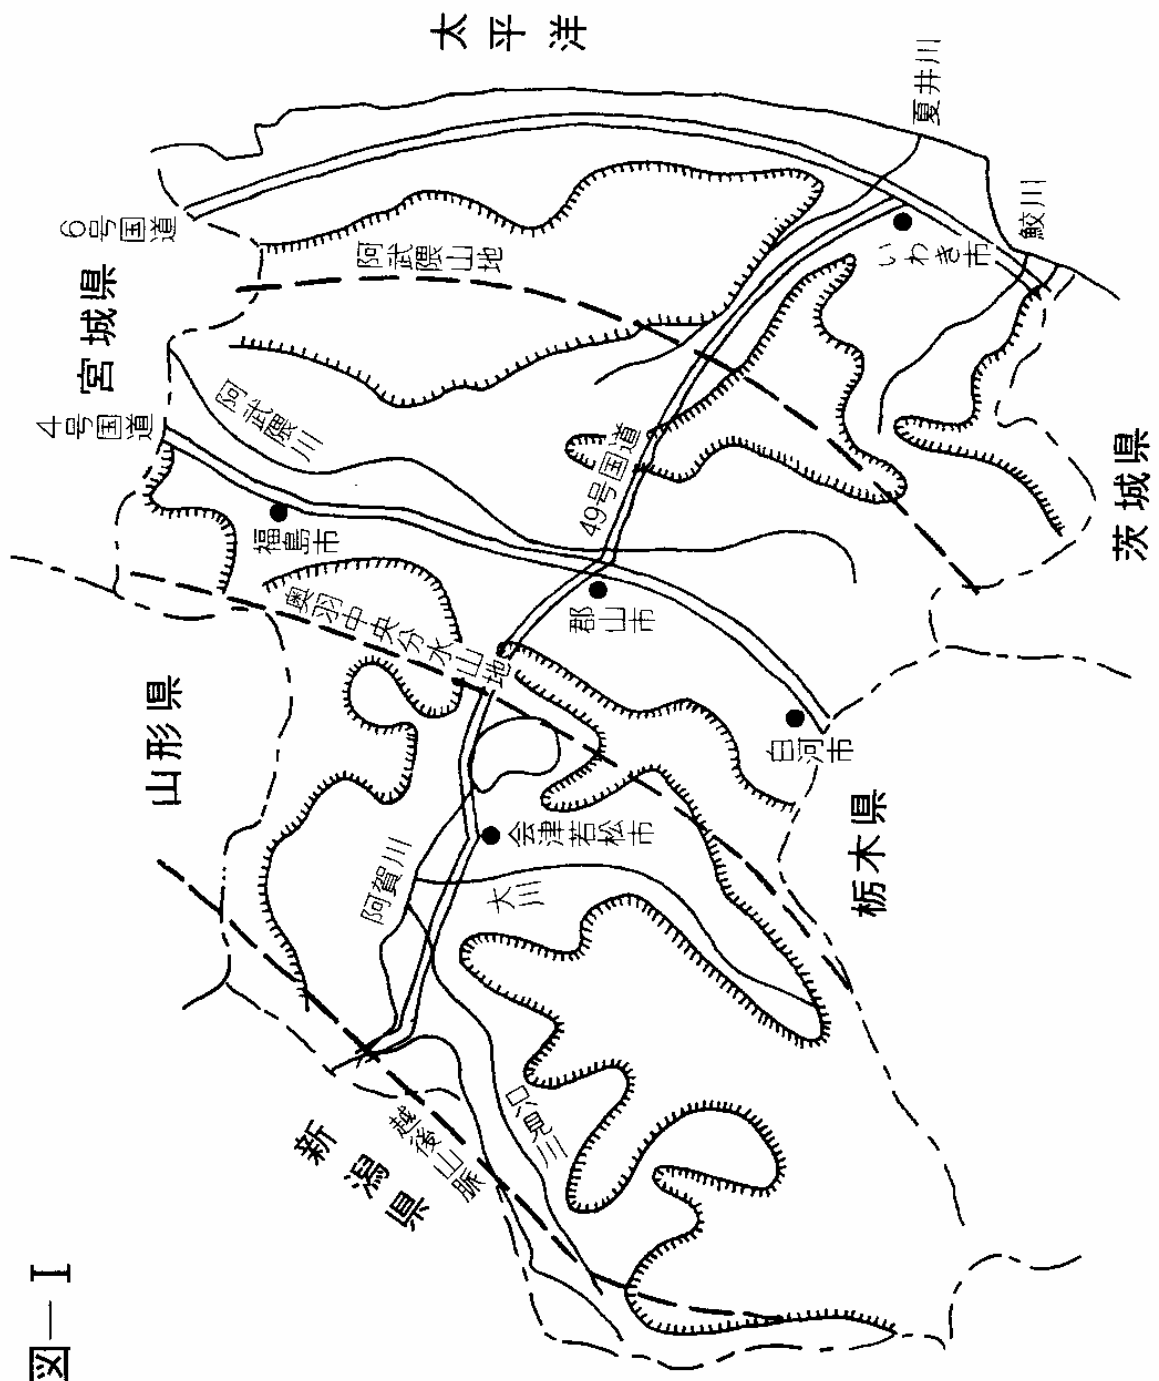 図－I
新潟県
山形県
宮城県
太平洋
茨城県
栃木県
越後山脈
奥羽中央分水山地
阿武隈山地
4号国道
6号国道
49号国道
阿賀川
只見川
大川
阿武隈川
夏井川
鮫川
福島市
会津若松市
郡山市
白河市
いわき市